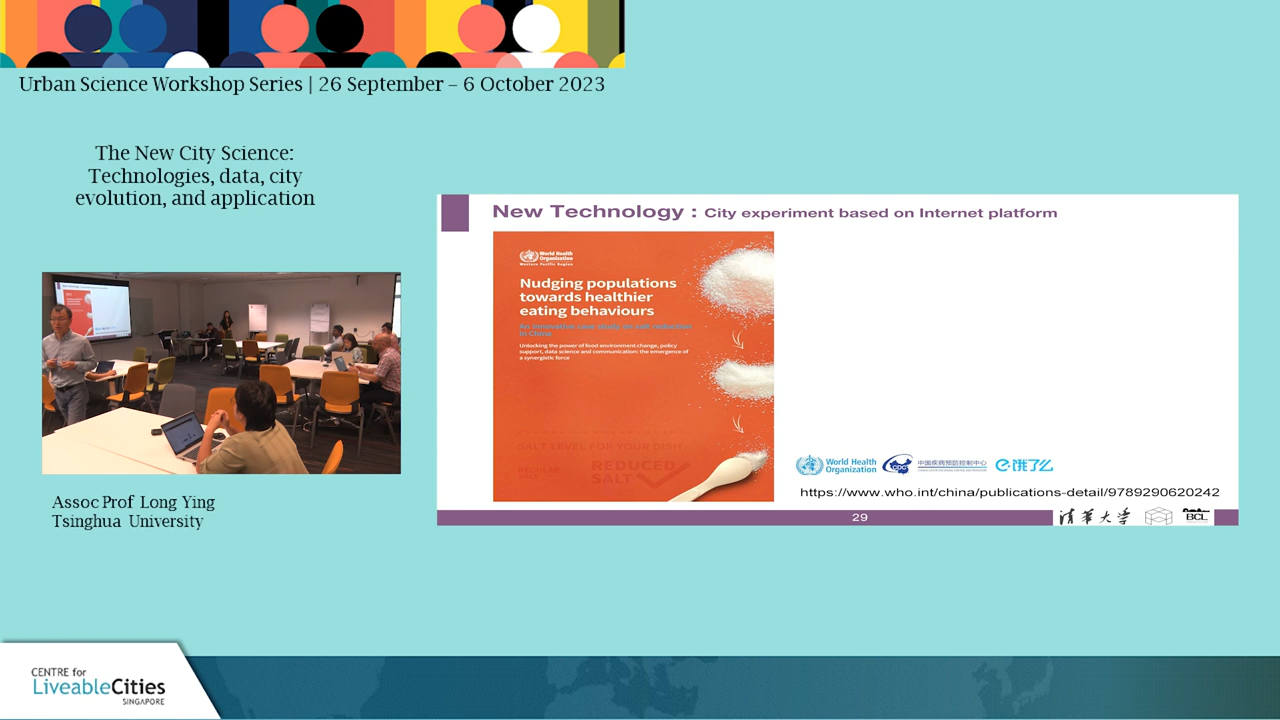 Urban Science Workshop Series | 26 September – 6 October 2023
The New City Science:
Technologies, data, city
evolution, and application
Assoc Prof Long Ying
Tsinghua University
New Technology : City experiment based on Internet platform
World Health
Organization
Western Pacific Region
Nudging populations
towards healthier
eating behaviours
An innovative case study on salt reduction
in China
Unlocking the power of food environment change, policy
support, data science and communication: the emergence of
a synergistic force
SALT LEVEL FOR YOUR DISH
REGULAR
SALT
REDUCED
SALT
World Health
Organization
CDC
中国疾病预防控制中心
饿了么
https://www.who.int/china/publications-detail/9789290620242
29
清华大学
BCL
CENTRE for
LiveableCities
SINGAPORE